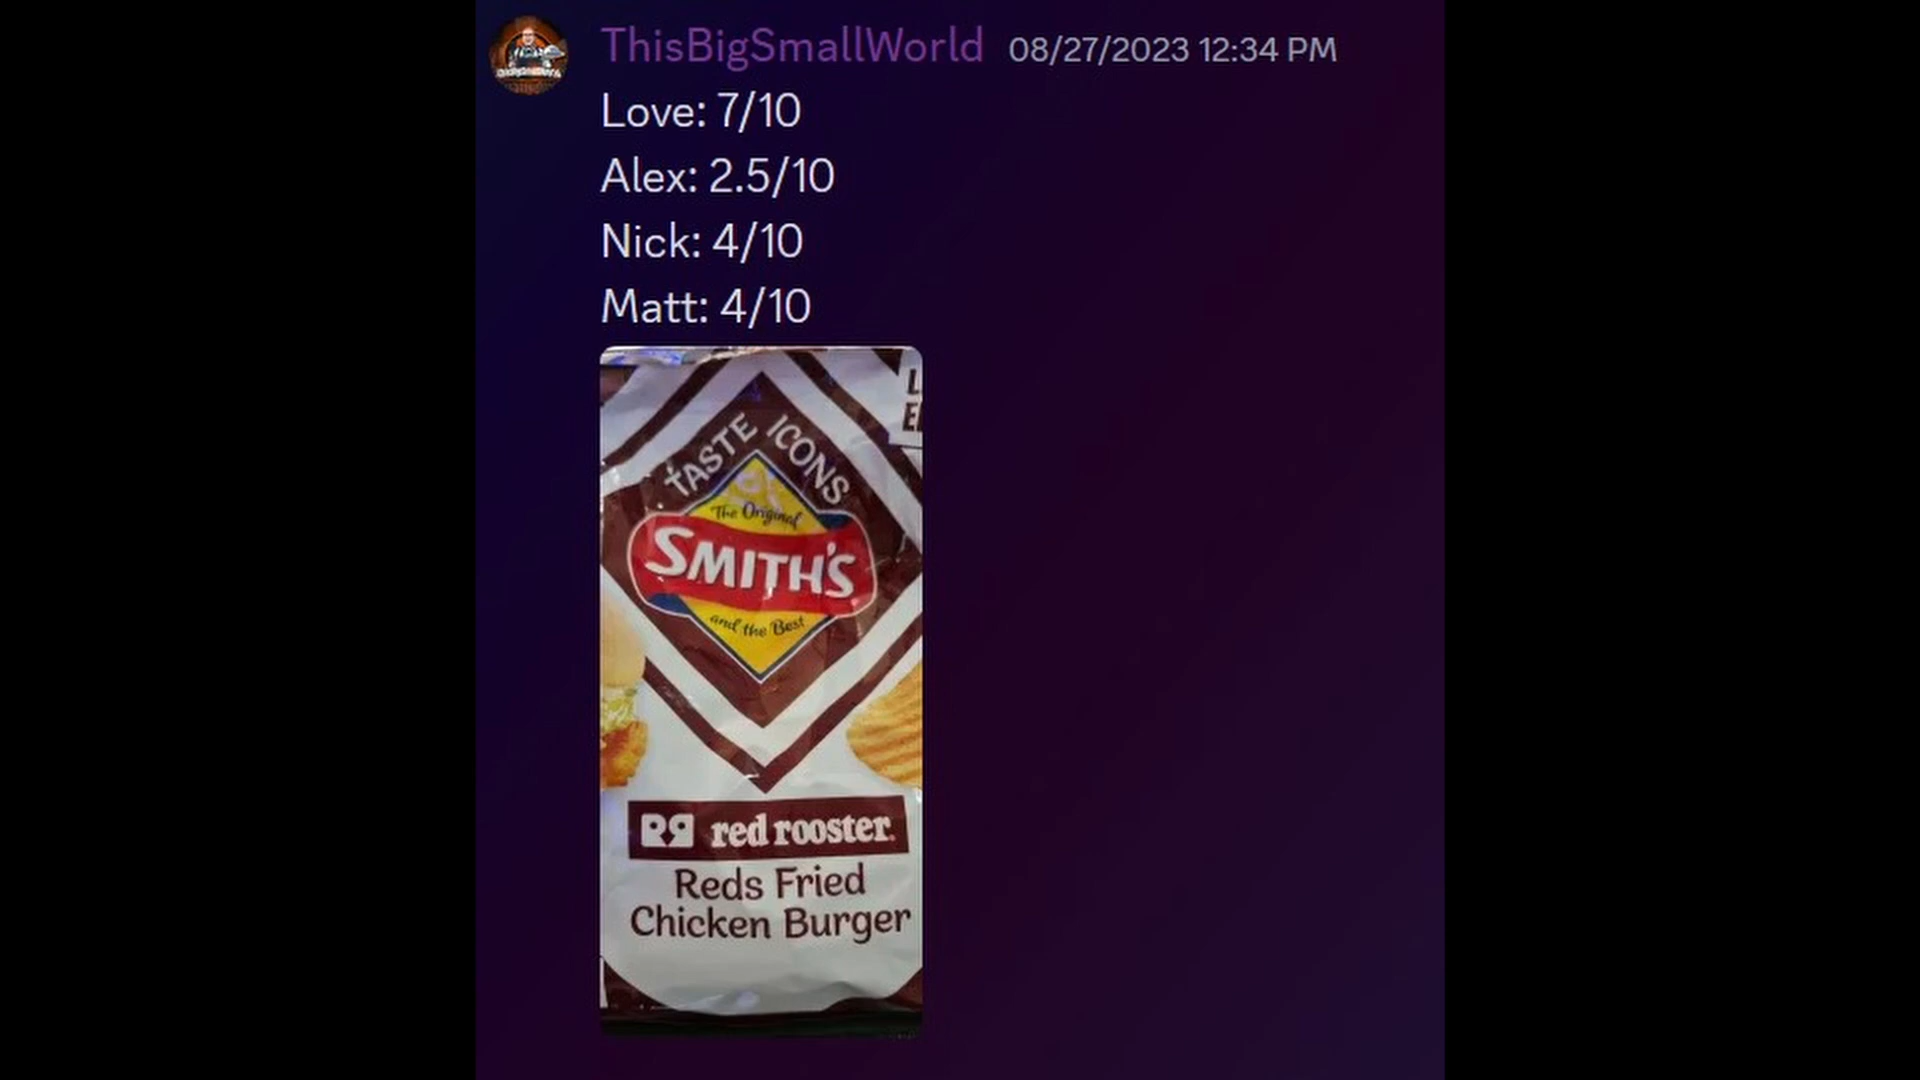 ThisBigSmallWorld 08/27/2023 12:34 PM
Love: 7/10
Alex: 2.5/10
Nick: 4/10
Matt: 4/10
TASTE ICONS
The Original
SMITH'S
and the Best
red rooster
Reds Fried
Chicken Burger